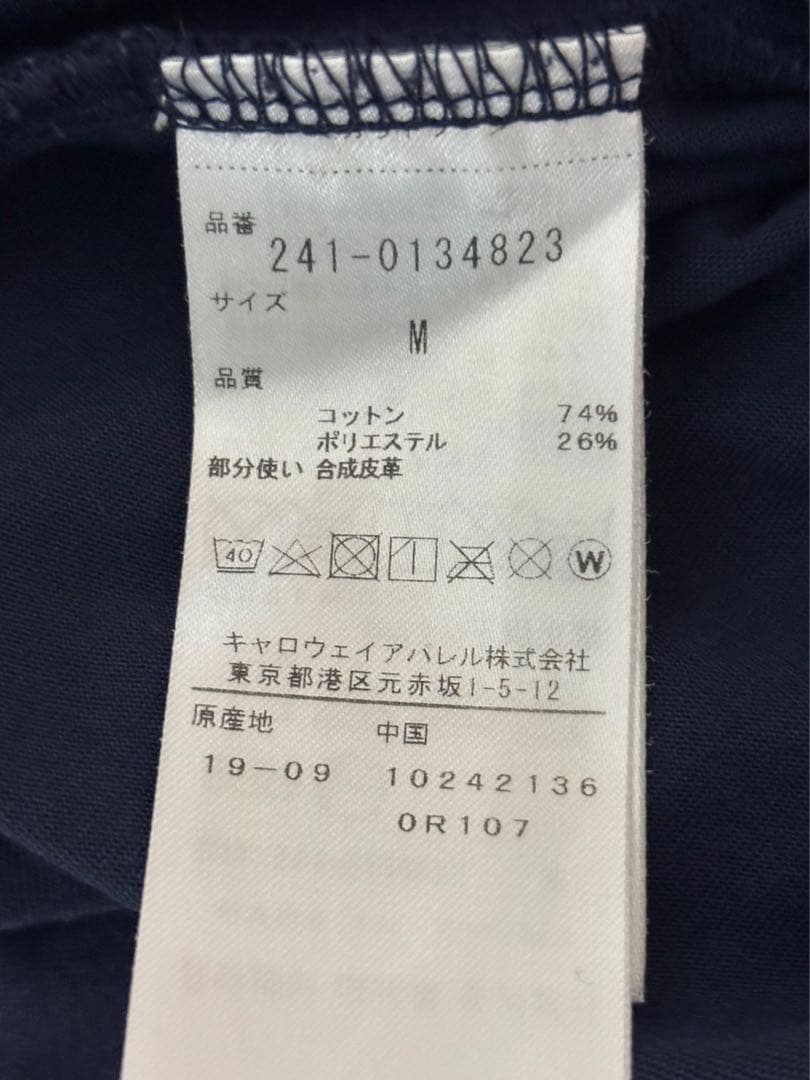 品番
241-0134823
サイズ
M
品質
コットン 74%
ポリエステル 26%
部分使い 合成皮革
40 W
キャロウェイアパレル株式会社
東京都港区元赤坂1-5-12
原産地 中国
19-09 10242136
0R107